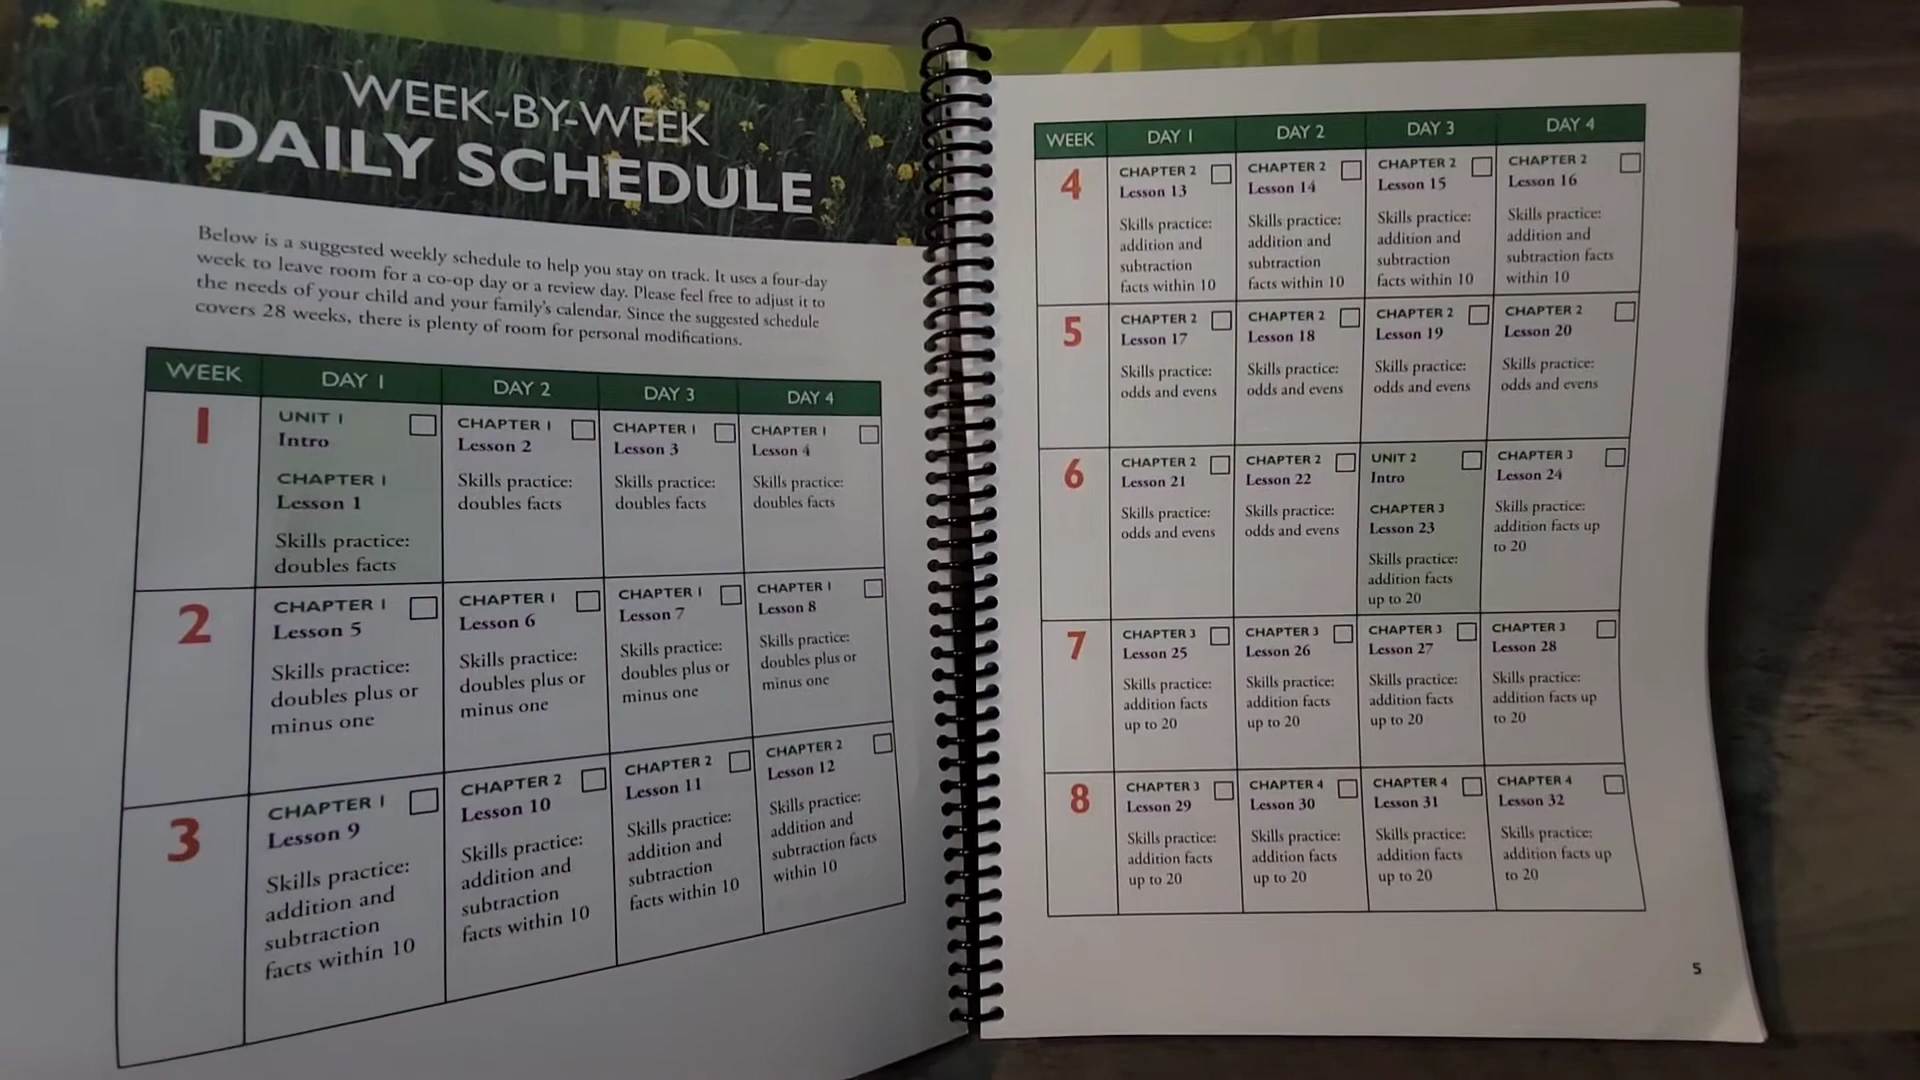 WEEK-BY-WEEK
DAILY SCHEDULE
Below is a suggested weekly schedule to help you stay on track. It uses a four-day
week to leave room for a co-op day or a review day. Please feel free to adjust it to
the needs of your child and your family's calendar. Since the suggested schedule
covers 28 weeks, there is plenty of room for personal modifications.
WEEK
DAY 1
DAY 2
DAY 3
DAY 4
1
UNIT 1
Intro
CHAPTER 1
Lesson 1
Skills practice:
doubles facts
CHAPTER 1
Lesson 2
Skills practice:
doubles facts
CHAPTER 1
Lesson 3
Skills practice:
doubles facts
CHAPTER 1
Lesson 4
Skills practice:
doubles facts
2
CHAPTER 1
Lesson 5
Skills practice:
doubles plus or
minus one
CHAPTER 1
Lesson 6
Skills practice:
doubles plus or
minus one
CHAPTER 1
Lesson 7
Skills practice:
doubles plus or
minus one
CHAPTER 1
Lesson 8
Skills practice:
doubles plus or
minus one
3
CHAPTER 1
Lesson 9
Skills practice:
addition and
subtraction
facts within 10
CHAPTER 2
Lesson 10
Skills practice:
addition and
subtraction
facts within 10
CHAPTER 2
Lesson 11
Skills practice:
addition and
subtraction
facts within 10
CHAPTER 2
Lesson 12
Skills practice:
addition and
subtraction facts
within 10
WEEK
DAY 1
DAY 2
DAY 3
DAY 4
4
CHAPTER 2
Lesson 13
Skills practice:
addition and
subtraction
facts within 10
CHAPTER 2
Lesson 14
Skills practice:
addition and
subtraction
facts within 10
CHAPTER 2
Lesson 15
Skills practice:
addition and
subtraction
facts within 10
CHAPTER 2
Lesson 16
Skills practice:
addition and
subtraction facts
within 10
5
CHAPTER 2
Lesson 17
Skills practice:
odds and evens
CHAPTER 2
Lesson 18
Skills practice:
odds and evens
CHAPTER 2
Lesson 19
Skills practice:
odds and evens
CHAPTER 2
Lesson 20
Skills practice:
odds and evens
6
CHAPTER 2
Lesson 21
Skills practice:
odds and evens
CHAPTER 2
Lesson 22
Skills practice:
odds and evens
UNIT 2
Intro
CHAPTER 3
Lesson 23
Skills practice:
addition facts
up to 20
CHAPTER 3
Lesson 24
Skills practice:
addition facts up
to 20
7
CHAPTER 3
Lesson 25
Skills practice:
addition facts
up to 20
CHAPTER 3
Lesson 26
Skills practice:
addition facts
up to 20
CHAPTER 3
Lesson 27
Skills practice:
addition facts
up to 20
CHAPTER 3
Lesson 28
Skills practice:
addition facts up
to 20
8
CHAPTER 3
Lesson 29
Skills practice:
addition facts
up to 20
CHAPTER 4
Lesson 30
Skills practice:
addition facts
up to 20
CHAPTER 4
Lesson 31
Skills practice:
addition facts
up to 20
CHAPTER 4
Lesson 32
Skills practice:
addition facts up
to 20
5